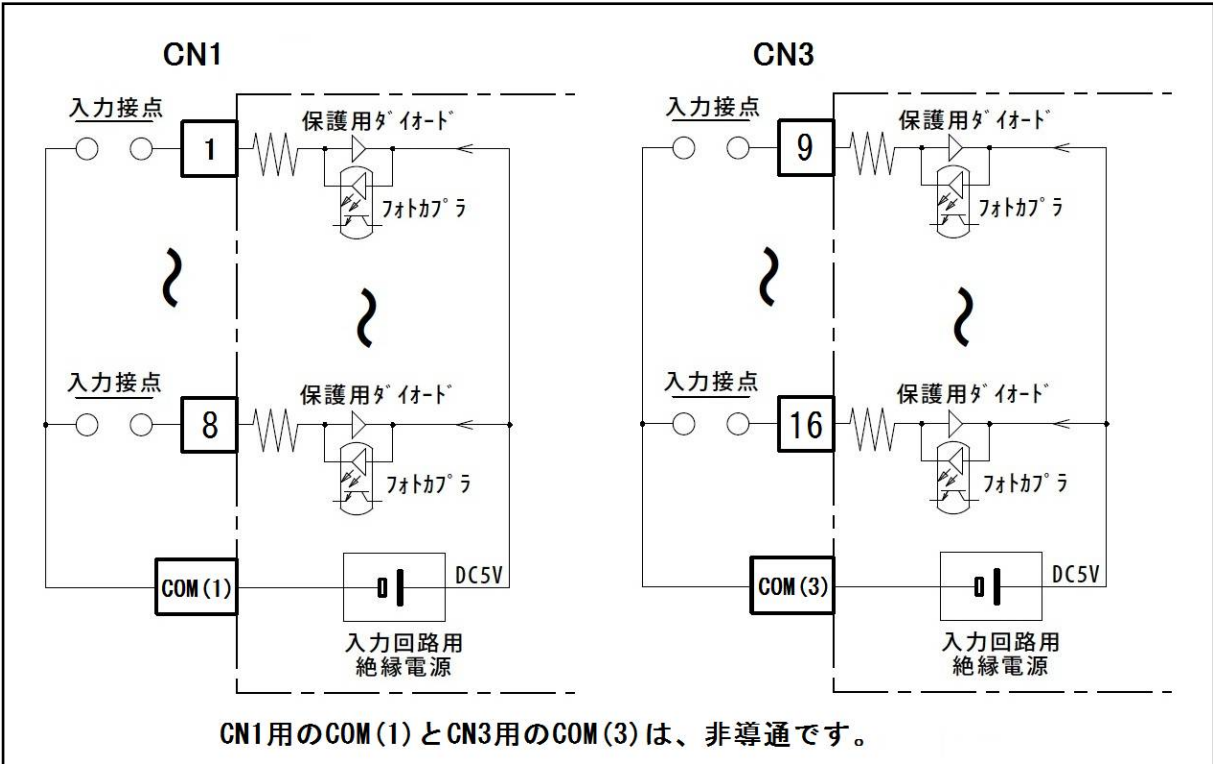 CN1
入力接点
保護用ダイオード
1
フォトカプラ
入力接点
保護用ダイオード
8
フォトカプラ
COM(1)
DC5V
入力回路用
絶縁電源
CN3
入力接点
保護用ダイオード
9
フォトカプラ
入力接点
保護用ダイオード
16
フォトカプラ
COM(3)
DC5V
入力回路用
絶縁電源
CN1用のCOM(1)とCN3用のCOM(3)は、非導通です。